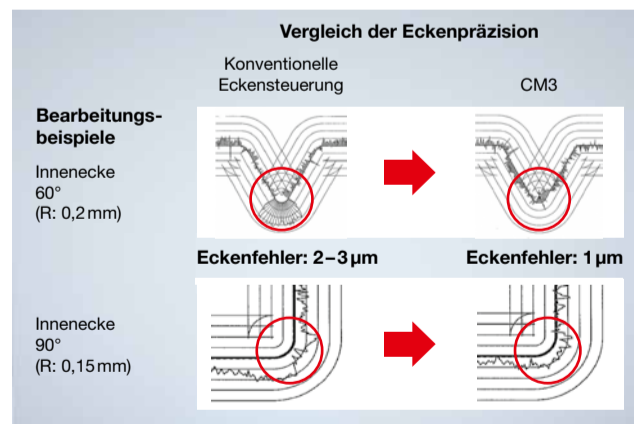 Vergleich der Eckenpräzision
Konventionelle
Eckensteuerung
CM3
Bearbeitungs-
beispiele
Innenecke
60°
(R: 0,2 mm)
Eckenfehler: 2–3 µm
Eckenfehler: 1 µm
Innenecke
90°
(R: 0,15 mm)